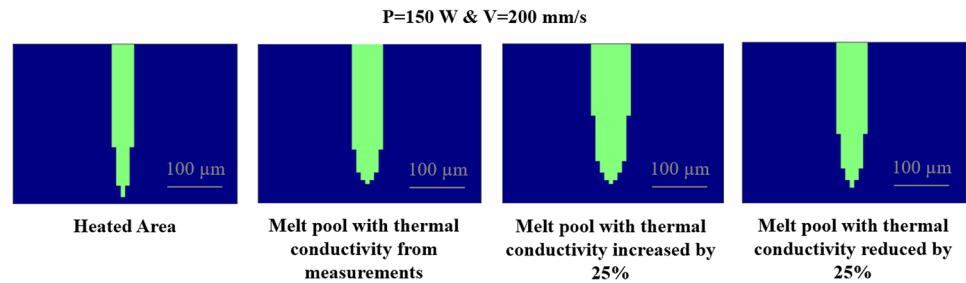 P=150 W & V=200 mm/s
100 µm
100 µm
100 µm
100 µm
Heated Area
Melt pool with thermal
conductivity from
measurements
Melt pool with thermal
conductivity increased by
25%
Melt pool with thermal
conductivity reduced by
25%